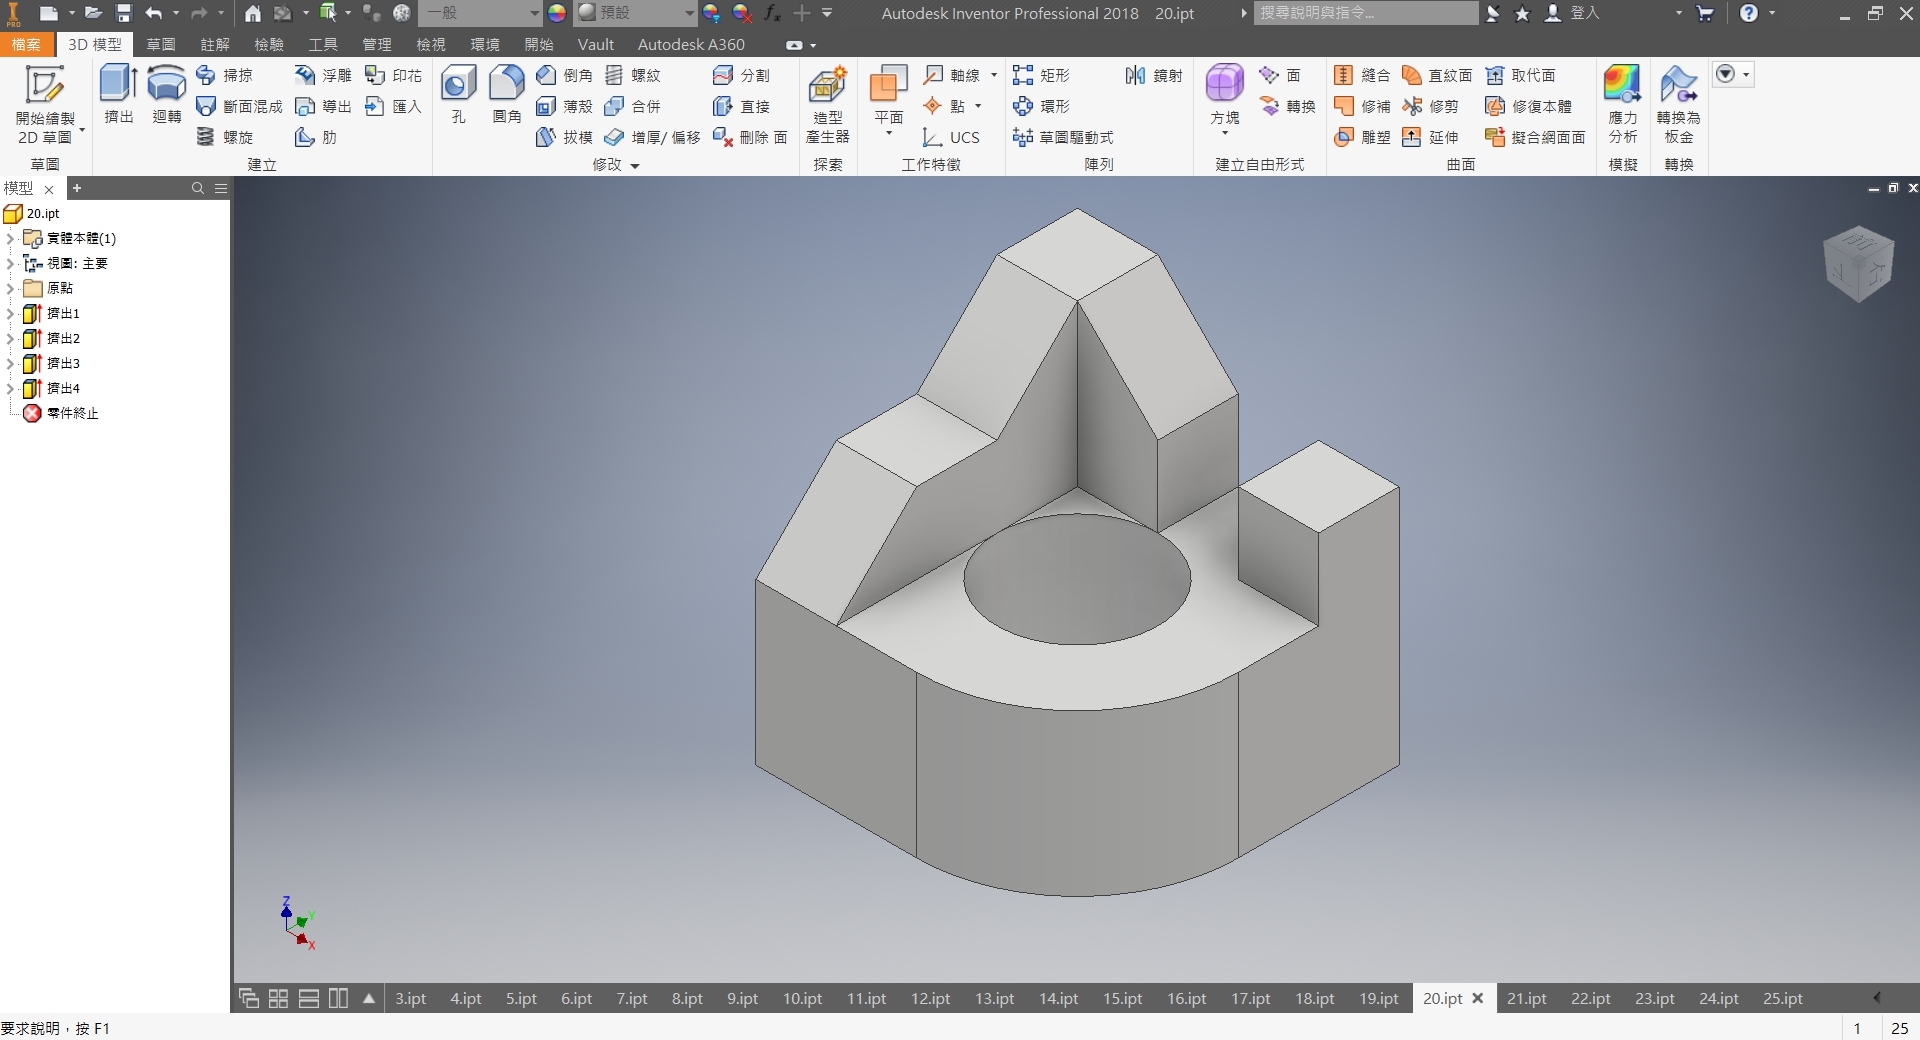 PRO
一般
預設
fx
Autodesk Inventor Professional 2018 20.ipt
搜尋說明與指令...
登入
檔案 3D 模型 草圖 註解 檢驗 工具 管理 檢視 環境 開始 Vault Autodesk A360
開始繪製
2D 草圖
擠出 迴轉
掃掠 浮雕 印花
斷面混成 導出 匯入
螺旋 肋
孔 圓角
倒角 螺紋 分割
薄殼 合併 直接
拔模 增厚/ 偏移 刪除 面
造型
產生器
平面
軸線
點
UCS
矩形 鏡射
環形
草圖驅動式
方塊
面
轉換
縫合 直紋面 取代面
修補 修剪 修復本體
雕塑 延伸 擬合網面面
應力
分析
轉換為
板金
草圖 建立 修改 探索 工作特徵 陣列 建立自由形式 曲面 模擬 轉換
模型
20.ipt
實體本體(1)
視圖: 主要
原點
擠出1
擠出2
擠出3
擠出4
零件終止
Z
Y
X
3.ipt 4.ipt 5.ipt 6.ipt 7.ipt 8.ipt 9.ipt 10.ipt 11.ipt 12.ipt 13.ipt 14.ipt 15.ipt 16.ipt 17.ipt 18.ipt 19.ipt 20.ipt 21.ipt 22.ipt 23.ipt 24.ipt 25.ipt
要求說明，按 F1
1 25